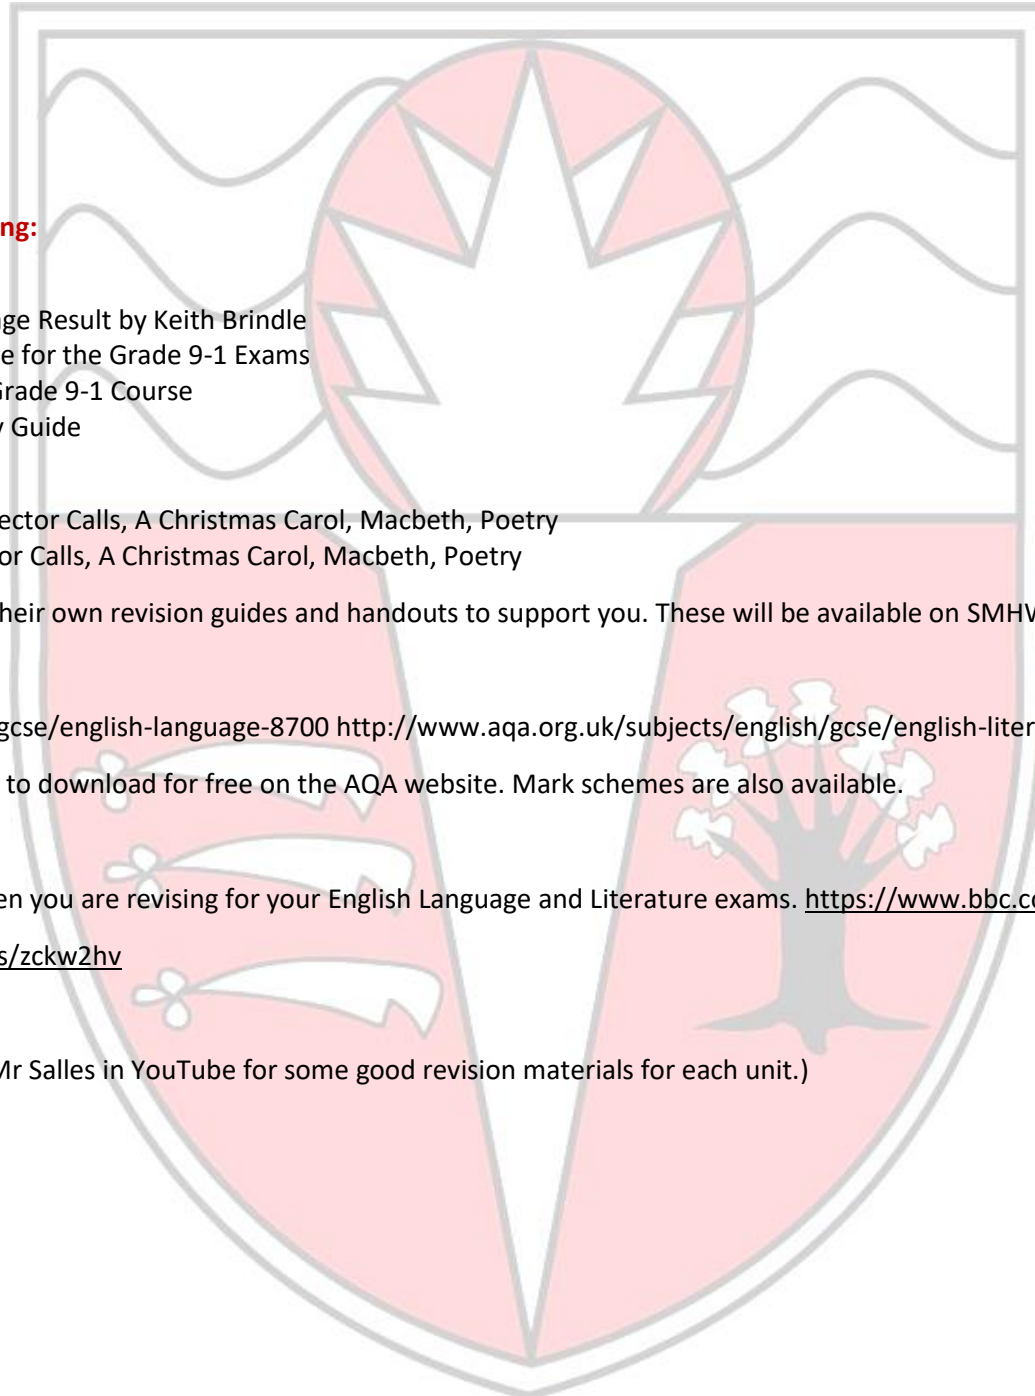 ng:
ge Result by Keith Brindle
e for the Grade 9-1 Exams
Grade 9-1 Course
y Guide
ector Calls, A Christmas Carol, Macbeth, Poetry
or Calls, A Christmas Carol, Macbeth, Poetry
heir own revision guides and handouts to support you. These will be available on SMHW
gcse/english-language-8700 http://www.aqa.org.uk/subjects/english/gcse/english-liter
to download for free on the AQA website. Mark schemes are also available.
en you are revising for your English Language and Literature exams. https://www.bbc.co
s/zckw2hv
Mr Salles in YouTube for some good revision materials for each unit.)